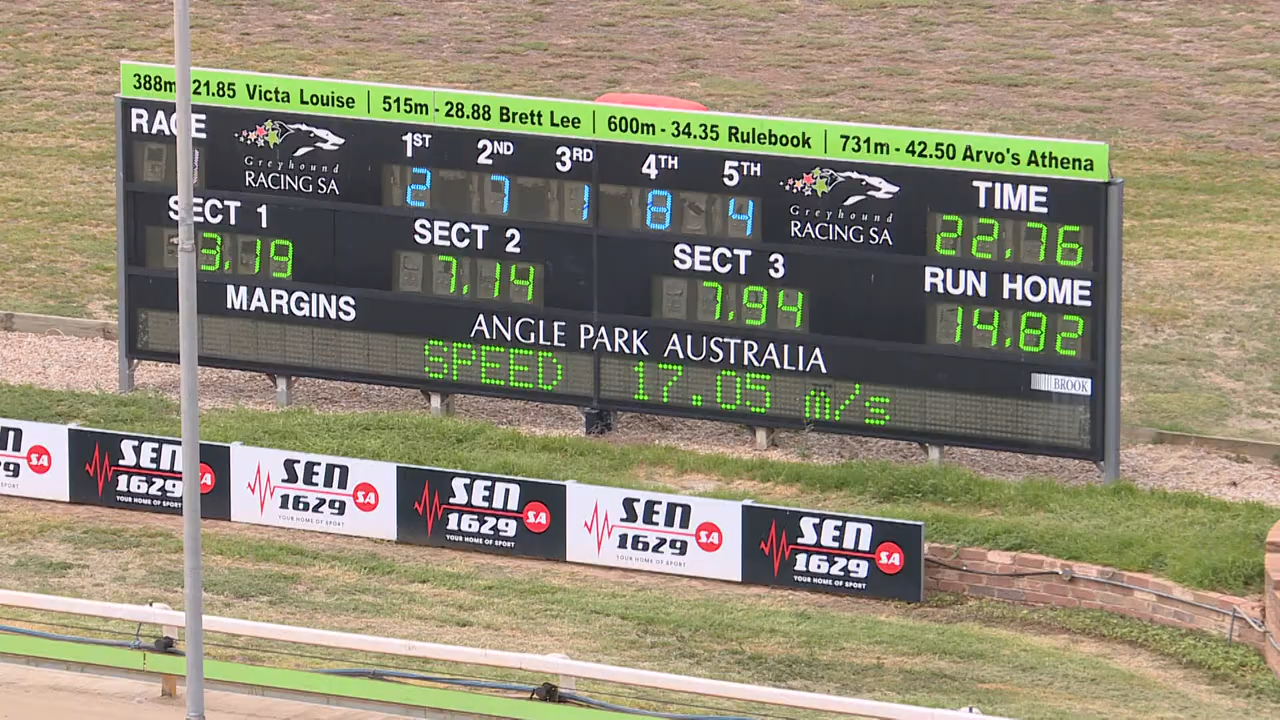 388m 21.85 Victa Louise | 515m - 28.88 Brett Lee | 600m - 34.35 Rulebook | 731m - 42.50 Arvo's Athena
RACE
Greyhound
RACING SA
1ST 2ND 3RD 4TH 5TH
2 7 1 8 4
Greyhound
RACING SA
TIME
22.76
SECT 1
3.19
SECT 2
7.14
SECT 3
7.94
RUN HOME
14.82
MARGINS
ANGLE PARK AUSTRALIA
SPEED 17.05 m/s
BROOK
SA
SEN
1629 SA
YOUR HOME OF SPORT
SEN
1629 SA
YOUR HOME OF SPORT
SEN
1629 SA
YOUR HOME OF SPORT
SEN
1629 SA
YOUR HOME OF SPORT
SEN
1629 SA
YOUR HOME OF SPORT